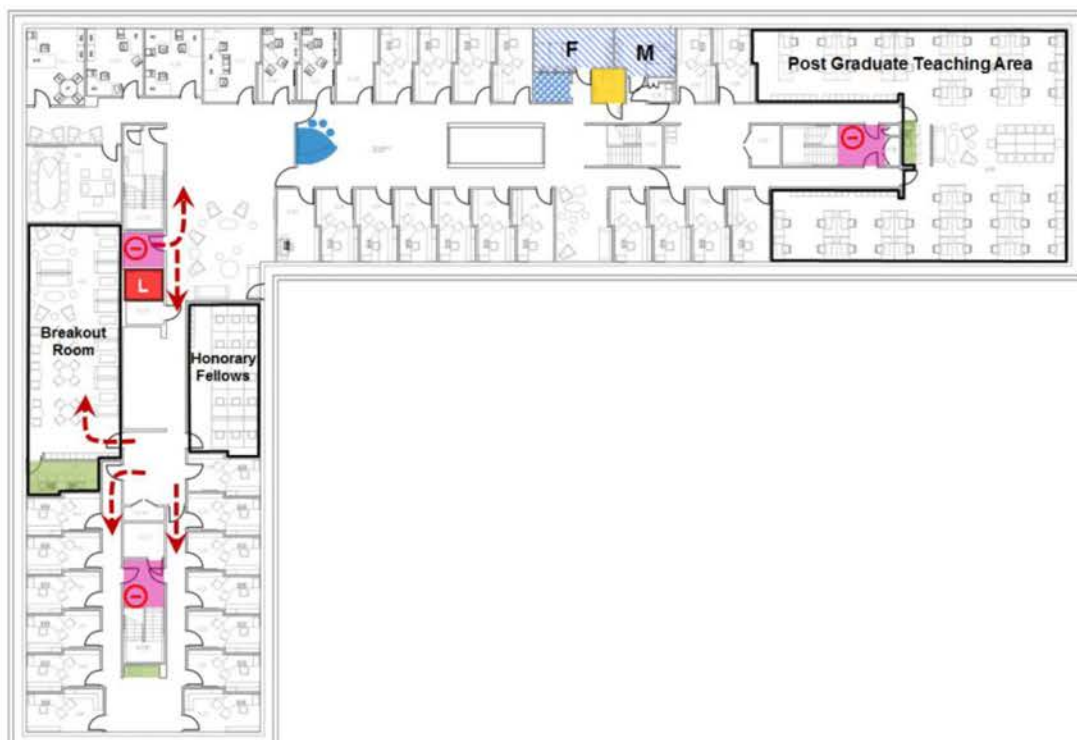 F
M
Post Graduate Teaching Area
L
Breakout
Room
Honorary
Fellows